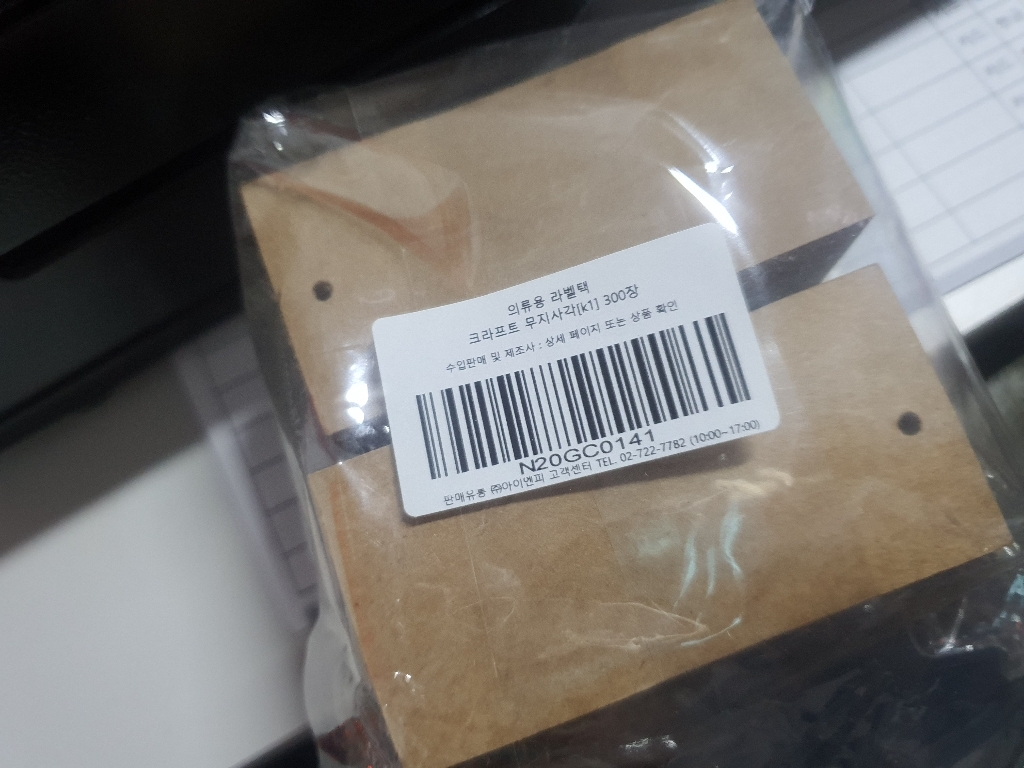 의류용 라벨택
크라프트 무지사각[k1] 300장
수입판매 및 제조사 : 상세 페이지 또는 상품 확인
N20GC0141
판매유통 ㈜아이앤피 고객센터 TEL. 02-722-7782 (10:00~17:00)